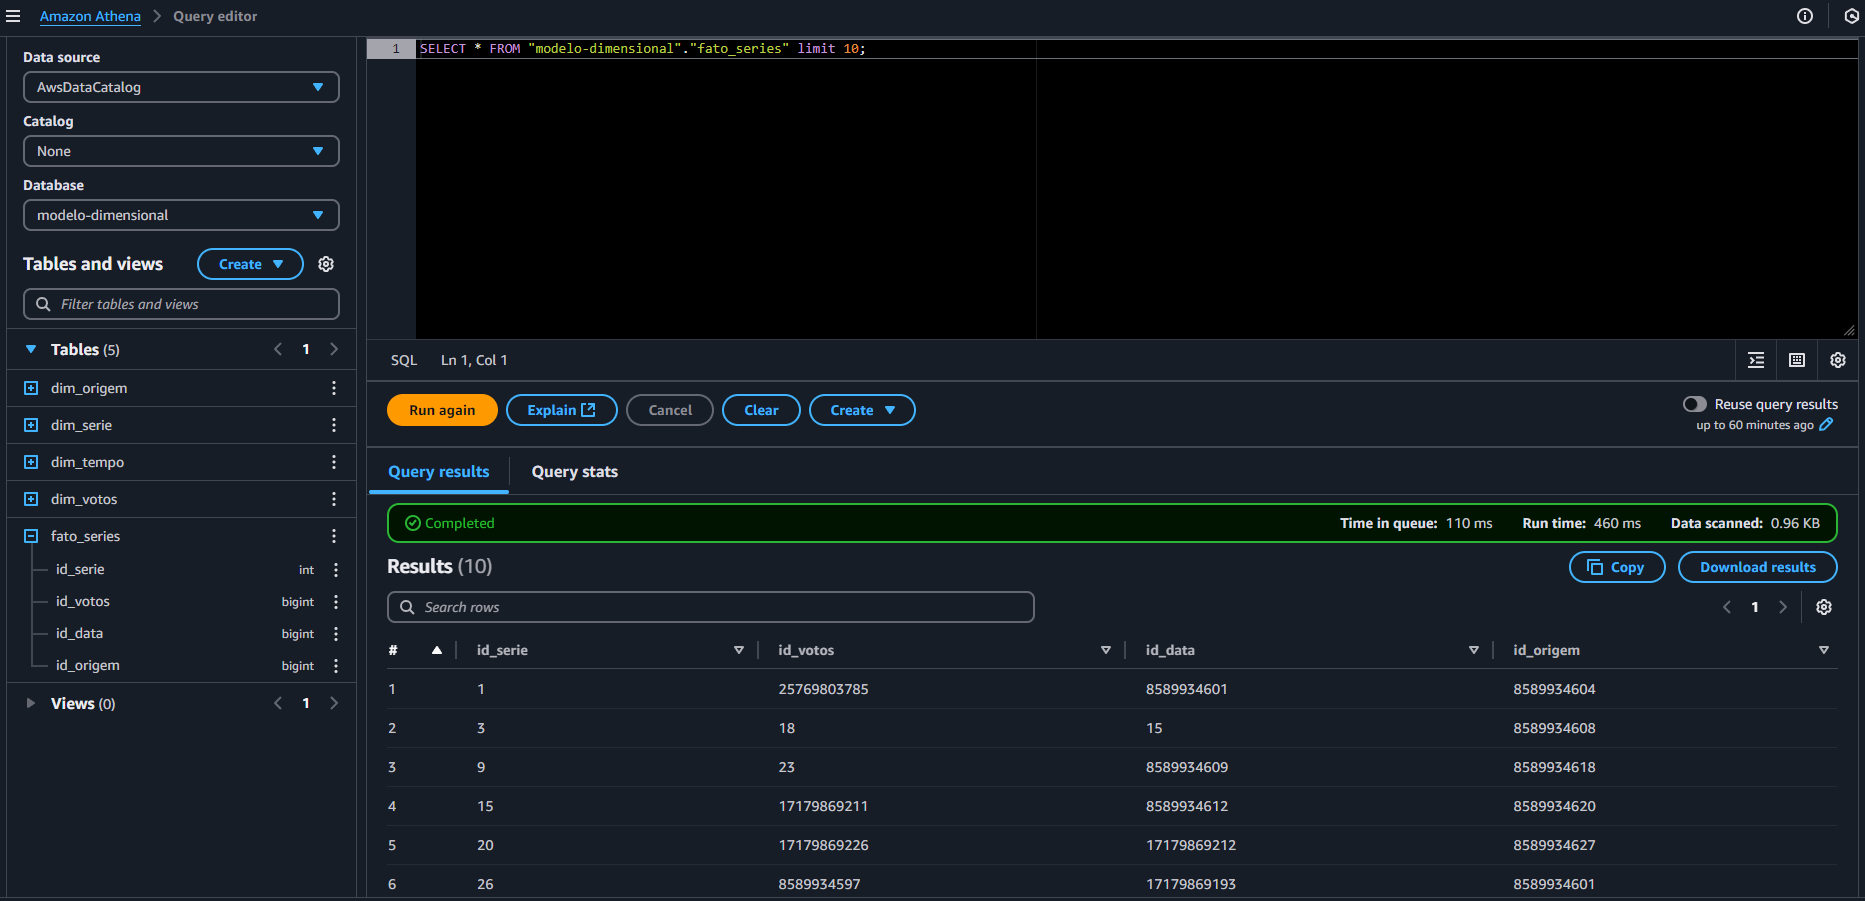 Amazon Athena > Query editor
Data source
AwsDataCatalog
Catalog
None
Database
modelo-dimensional
Tables and views
Create
Filter tables and views
Tables (5)
1
dim_origem
dim_serie
dim_tempo
dim_votos
fato_series
id_serie int
id_votos bigint
id_data bigint
id_origem bigint
Views (0)
1
1 SELECT * FROM "modelo-dimensional"."fato_series" limit 10;
SQL Ln 1, Col 1
Run again Explain Cancel Clear Create
Reuse query results
up to 60 minutes ago
Query results Query stats
Completed Time in queue: 110 ms Run time: 460 ms Data scanned: 0.96 KB
Results (10) Copy Download results
Search rows 1
# id_serie id_votos id_data id_origem
1 1 25769803785 8589934601 8589934604
2 3 18 15 8589934608
3 9 23 8589934609 8589934618
4 15 17179869211 8589934612 8589934620
5 20 17179869226 17179869212 8589934627
6 26 8589934597 17179869193 8589934601